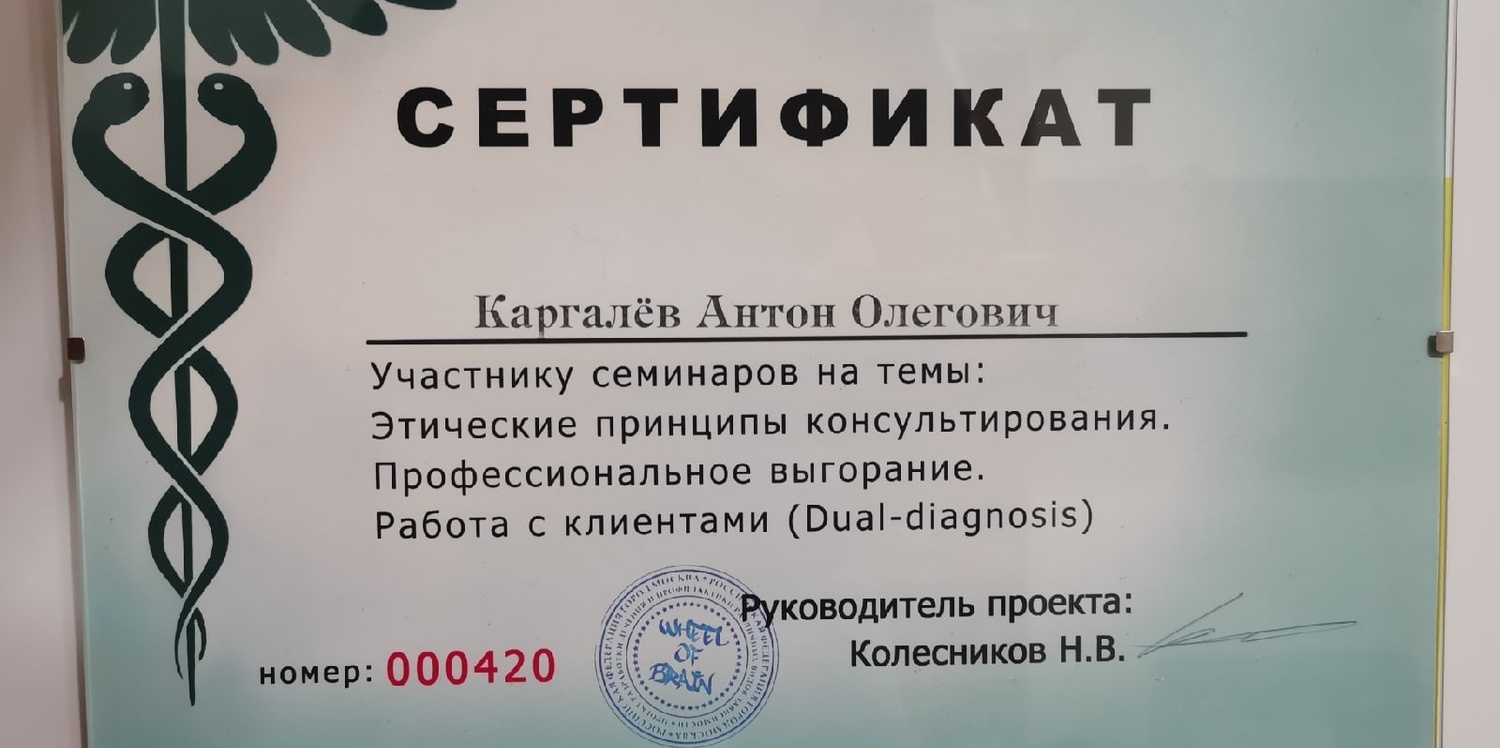 СЕРТИФИКАТ
Каргалёв Антон Олегович
Участнику семинаров на темы:
Этические принципы консультирования.
Профессиональное выгорание.
Работа с клиентами (Dual-diagnosis)
Руководитель проекта:
Колесников Н.В.
номер: 000420
WHEEL
OF
BRAIN